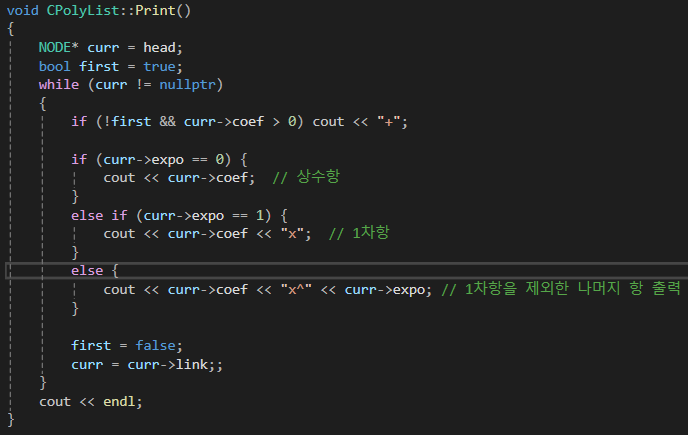 void CPolyList::Print()
{
    NODE* curr = head;
    bool first = true;
    while (curr != nullptr)
    {
        if (!first && curr->coef > 0) cout << "+";

        if (curr->expo == 0) {
            cout << curr->coef;  // 상수항
        }
        else if (curr->expo == 1) {
            cout << curr->coef << "x";  // 1차항
        }
        else {
            cout << curr->coef << "x^" << curr->expo; // 1차항을 제외한 나머지 항 출력
        }

        first = false;
        curr = curr->link;;
    }
    cout << endl;
}